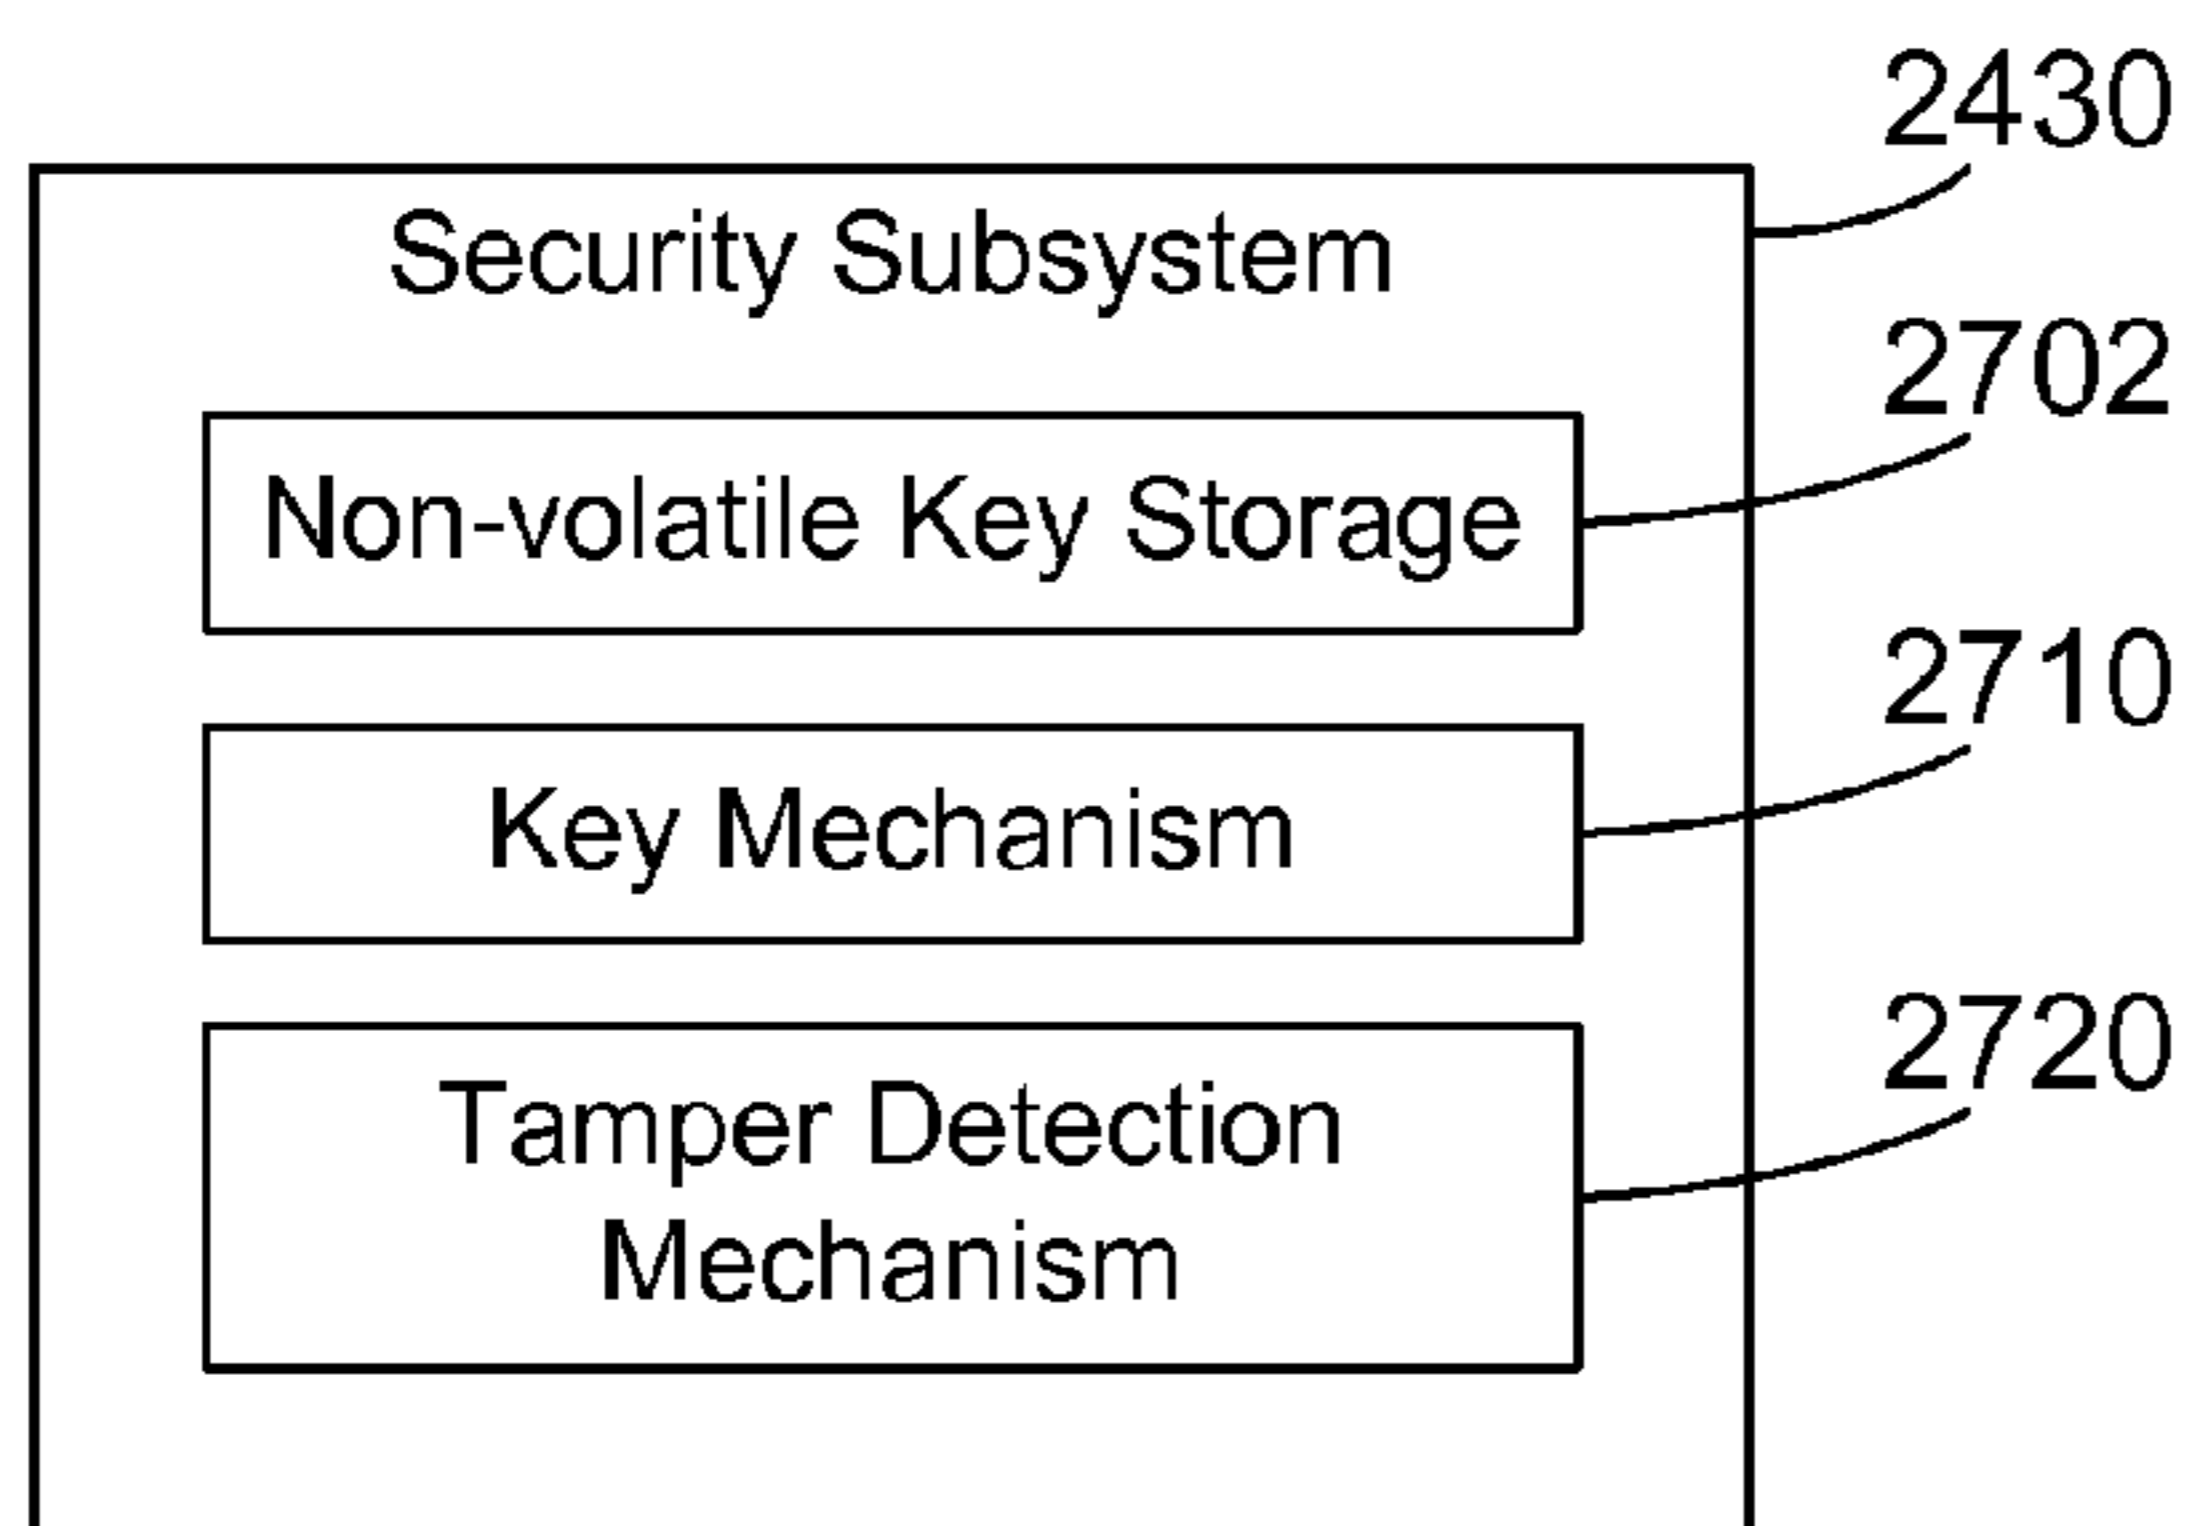 2430
Security Subsystem
2702
Non-volatile Key Storage
2710
Key Mechanism
2720
Tamper Detection
Mechanism